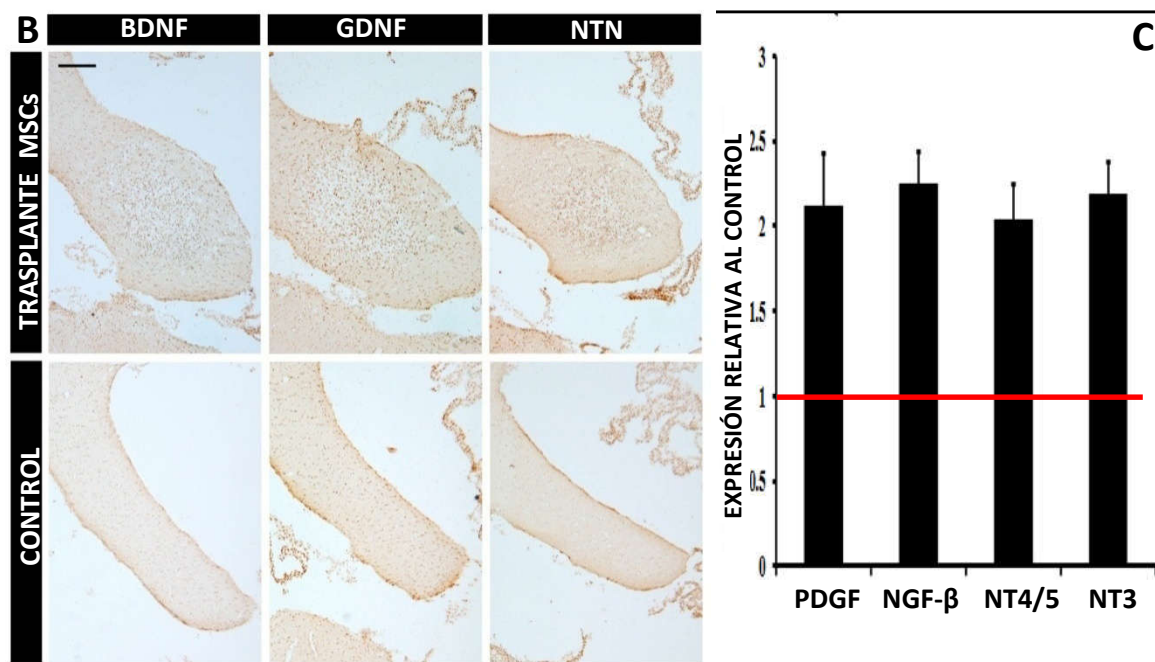 B
BDNF
GDNF
NTN
TRASPLANTE MSCs
CONTROL
C
EXPRESIÓN RELATIVA AL CONTROL
3
2.5
2
1.5
1
0.5
0
PDGF
NGF-β
NT4/5
NT3